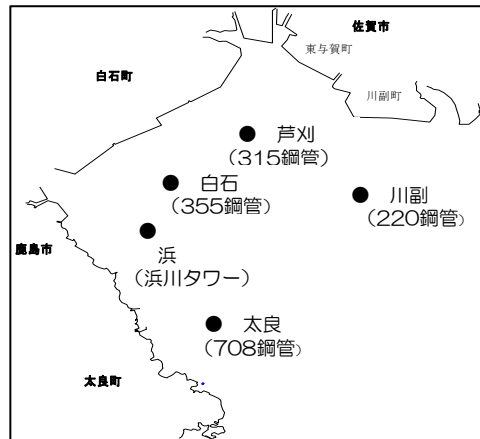 佐賀市
東与賀町
白石町
川副町
芦刈
(315鋼管)
白石
(355鋼管)
川副
(220鋼管)
浜
(浜川タワー)
鹿島市
太良
(708鋼管)
太良町